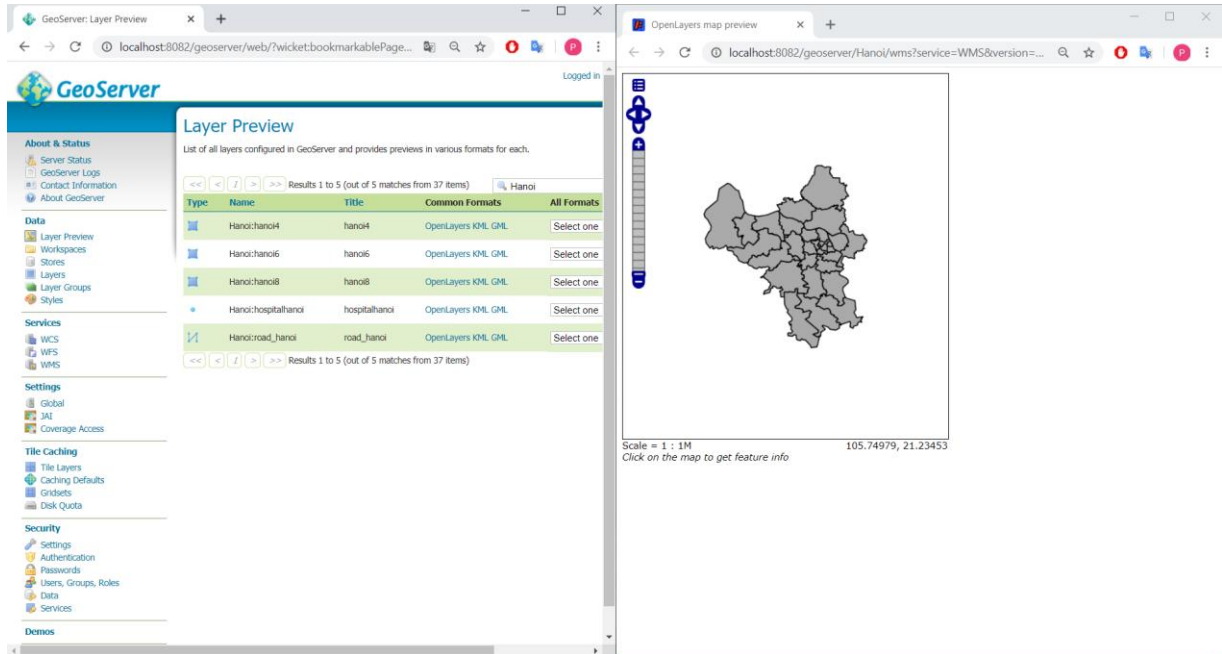 GeoServer: Layer Preview
localhost:8082/geoserver/web/?wicket:bookmarkablePage...
P
Logged in
GeoServer
About & Status
Server Status
GeoServer Logs
Contact Information
About GeoServer
Data
Layer Preview
Workspaces
Stores
Layers
Layer Groups
Styles
Services
WCS
WFS
WMS
Settings
Global
JAI
Coverage Access
Tile Caching
Tile Layers
Caching Defaults
Gridsets
Disk Quota
Security
Settings
Authentication
Passwords
Users, Groups, Roles
Data
Services
Demos
Layer Preview
List of all layers configured in GeoServer and provides previews in various formats for each.
<< < 1 > >> Results 1 to 5 (out of 5 matches from 37 items) Hanoi
Type Name Title Common Formats All Formats
Hanoi:hanoi4 hanoi4 OpenLayers KML GML Select one
Hanoi:hanoi6 hanoi6 OpenLayers KML GML Select one
Hanoi:hanoi8 hanoi8 OpenLayers KML GML Select one
Hanoi:hospitalhanoi hospitalhanoi OpenLayers KML GML Select one
Hanoi:road_hanoi road_hanoi OpenLayers KML GML Select one
<< < 1 > >> Results 1 to 5 (out of 5 matches from 37 items)
OpenLayers map preview
localhost:8082/geoserver/Hanoi/wms?service=WMS&version=...
P
Scale = 1 : 1M 105.74979, 21.23453
Click on the map to get feature info